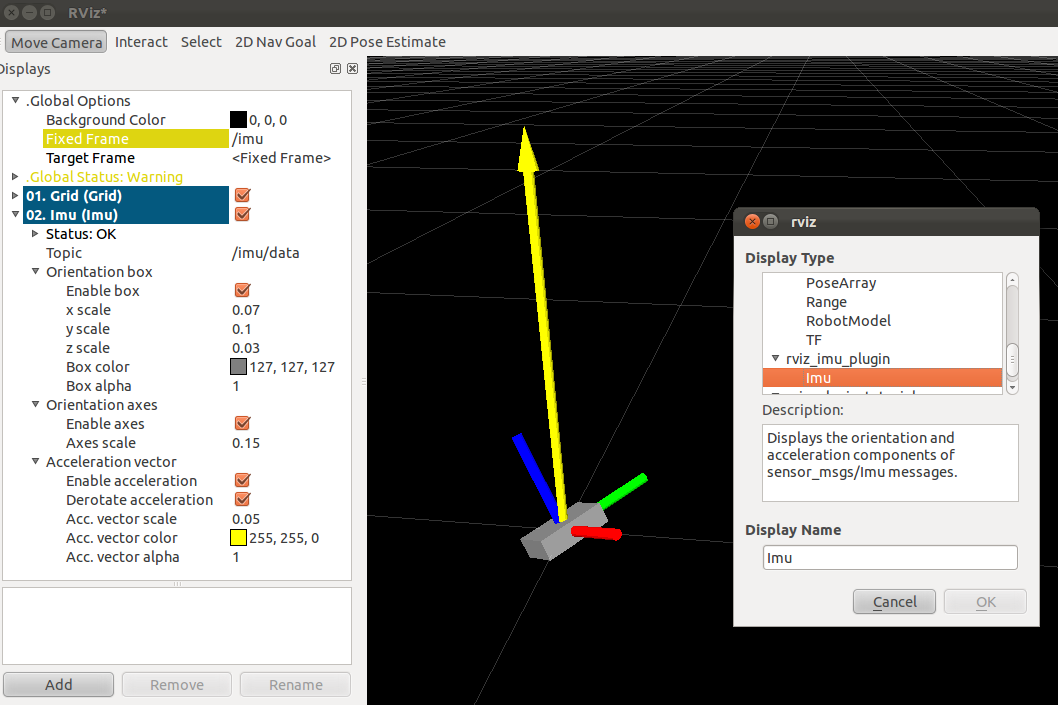 RViz*
Move Camera Interact Select 2D Nav Goal 2D Pose Estimate
Displays
.Global Options
Background Color 0, 0, 0
Fixed Frame /imu
Target Frame <Fixed Frame>
.Global Status: Warning
01. Grid (Grid)
02. Imu (Imu)
Status: OK
Topic /imu/data
Orientation box
Enable box
x scale 0.07
y scale 0.1
z scale 0.03
Box color 127, 127, 127
Box alpha 1
Orientation axes
Enable axes
Axes scale 0.15
Acceleration vector
Enable acceleration
Derotate acceleration
Acc. vector scale 0.05
Acc. vector color 255, 255, 0
Acc. vector alpha 1
Add Remove Rename
rviz
Display Type
PoseArray
Range
RobotModel
TF
rviz_imu_plugin
Imu
Description:
Displays the orientation and
acceleration components of
sensor_msgs/Imu messages.
Display Name
Imu
Cancel OK